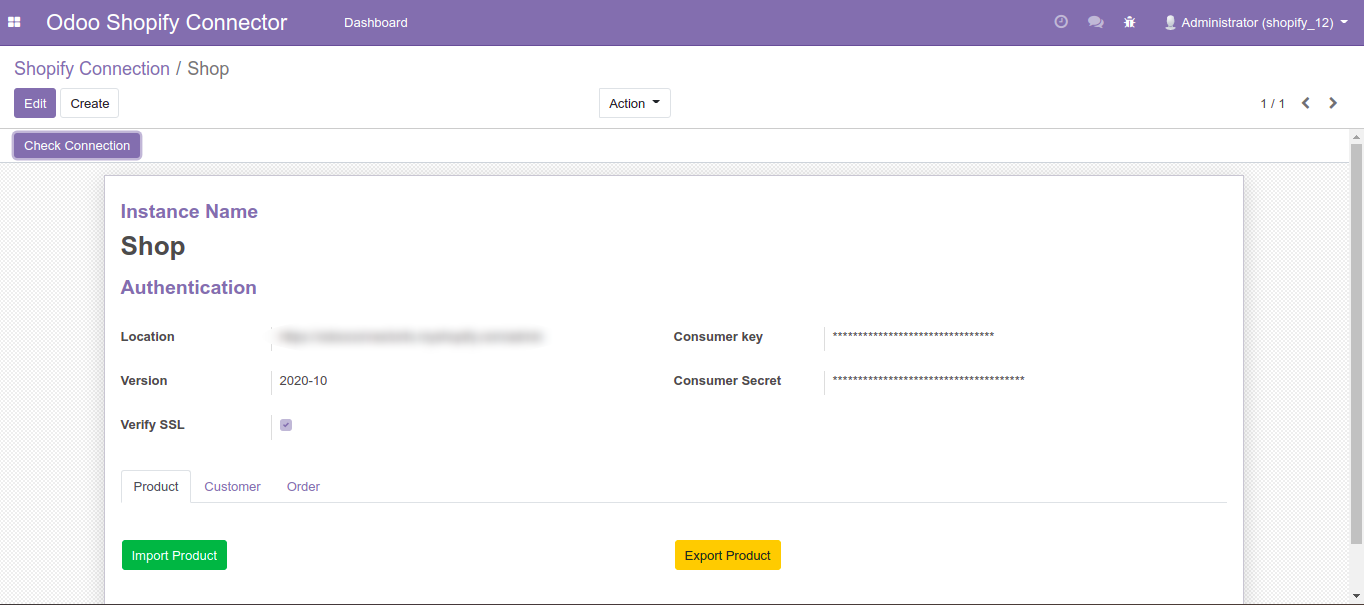 Odoo Shopify Connector Dashboard Administrator (shopify_12)
Shopify Connection / Shop
Edit Create Action 1 / 1
Check Connection
Instance Name
Shop
Authentication
Location Consumer key ********************************
Version 2020-10 Consumer Secret **************************************
Verify SSL
Product Customer Order
Import Product Export Product